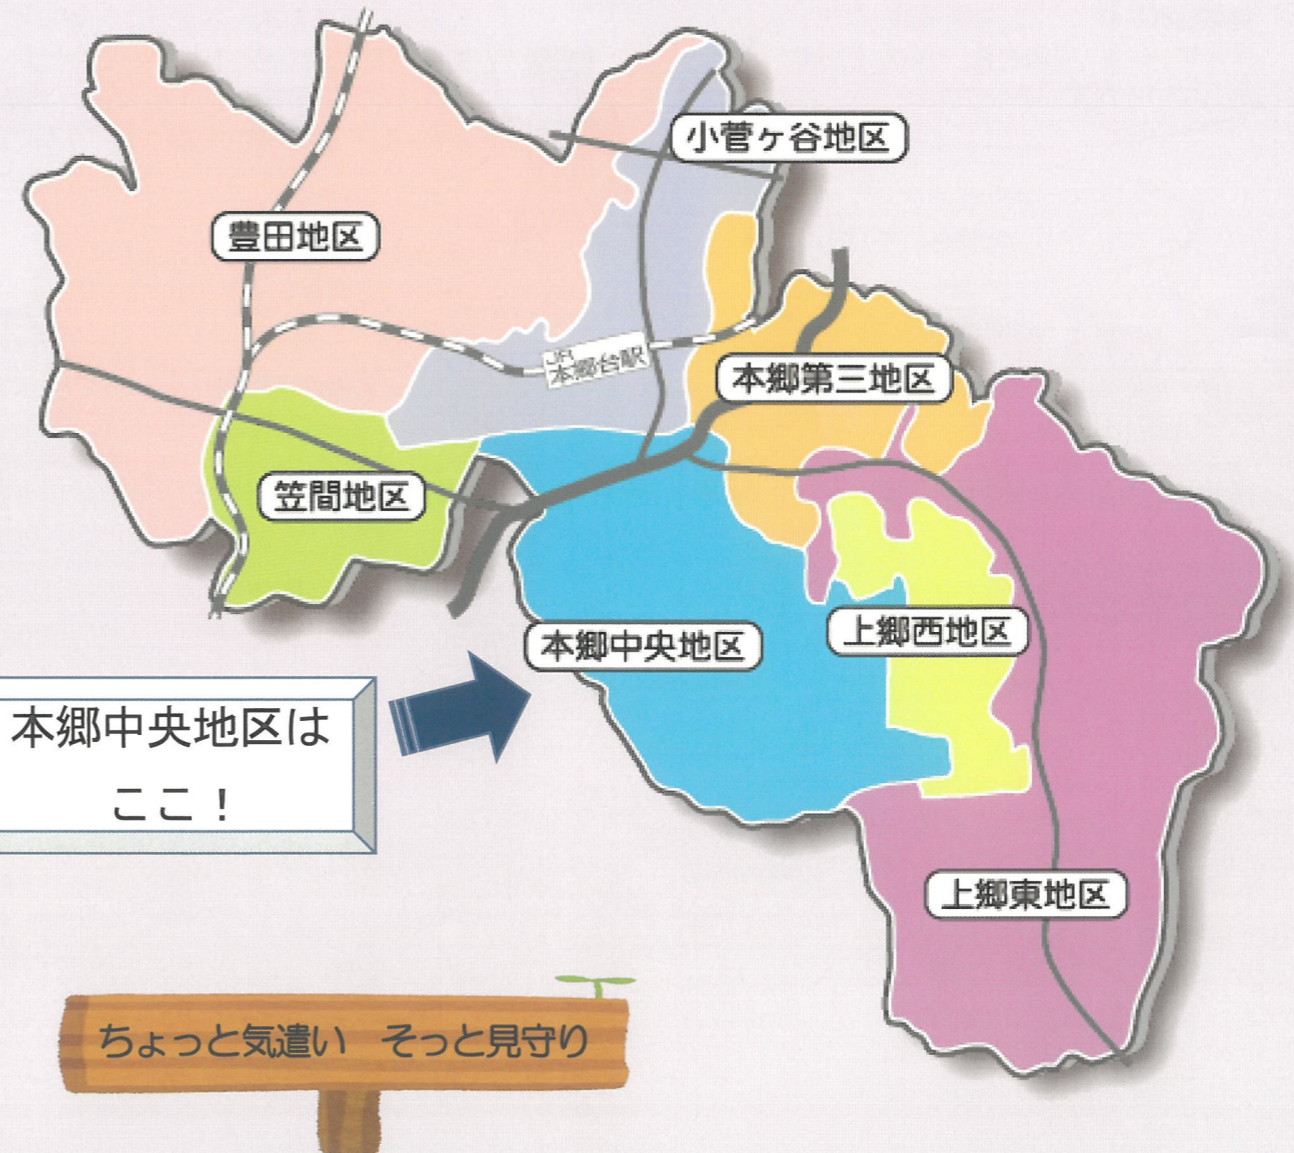 小菅ヶ谷地区
豊田地区
JR
本郷台駅
本郷第三地区
笠間地区
本郷中央地区
上郷西地区
本郷中央地区は
ここ！
上郷東地区
ちょっと気遣い　そっと見守り